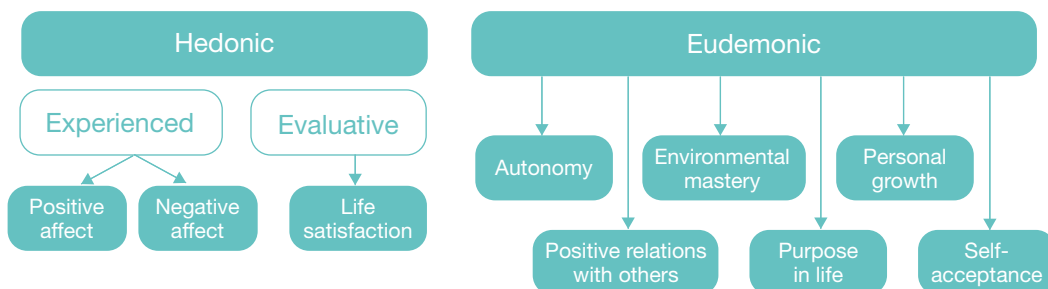 Hedonic
Experienced
Evaluative
Positive
affect
Negative
affect
Life
satisfaction
Eudemonic
Autonomy
Environmental
mastery
Personal
growth
Positive relations
with others
Purpose
in life
Self-
acceptance